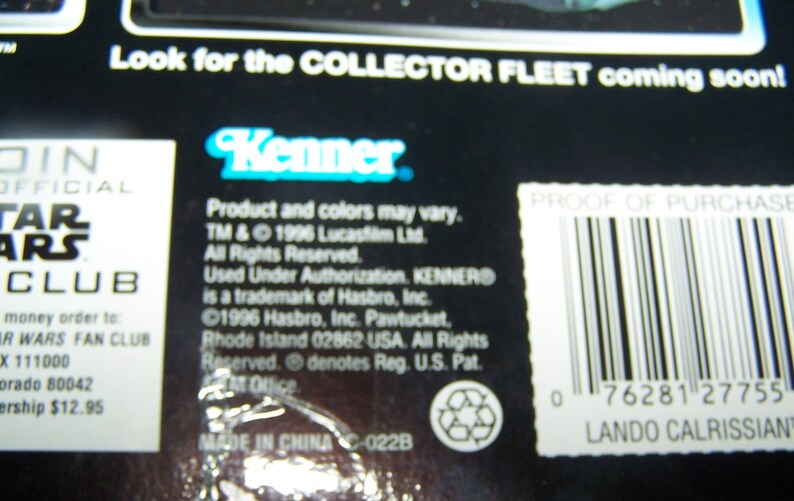 TM
Look for the COLLECTOR FLEET coming soon!
OIN
OFFICIAL
TAR
ARS
CLUB
money order to:
AR WARS FAN CLUB
X 111000
orado 80042
ership $12.95
Kenner
Product and colors may vary.
TM & © 1996 Lucasfilm Ltd.
All Rights Reserved.
Used Under Authorization. KENNER®
is a trademark of Hasbro, Inc.
©1996 Hasbro, Inc. Pawtucket,
Rhode Island 02862 USA. All Rights
Reserved. ® denotes Reg. U.S. Pat.
& TM Office.
MADE IN CHINA C-022B
PROOF OF PURCHASE
0 76281 27755
LANDO CALRISSIAN